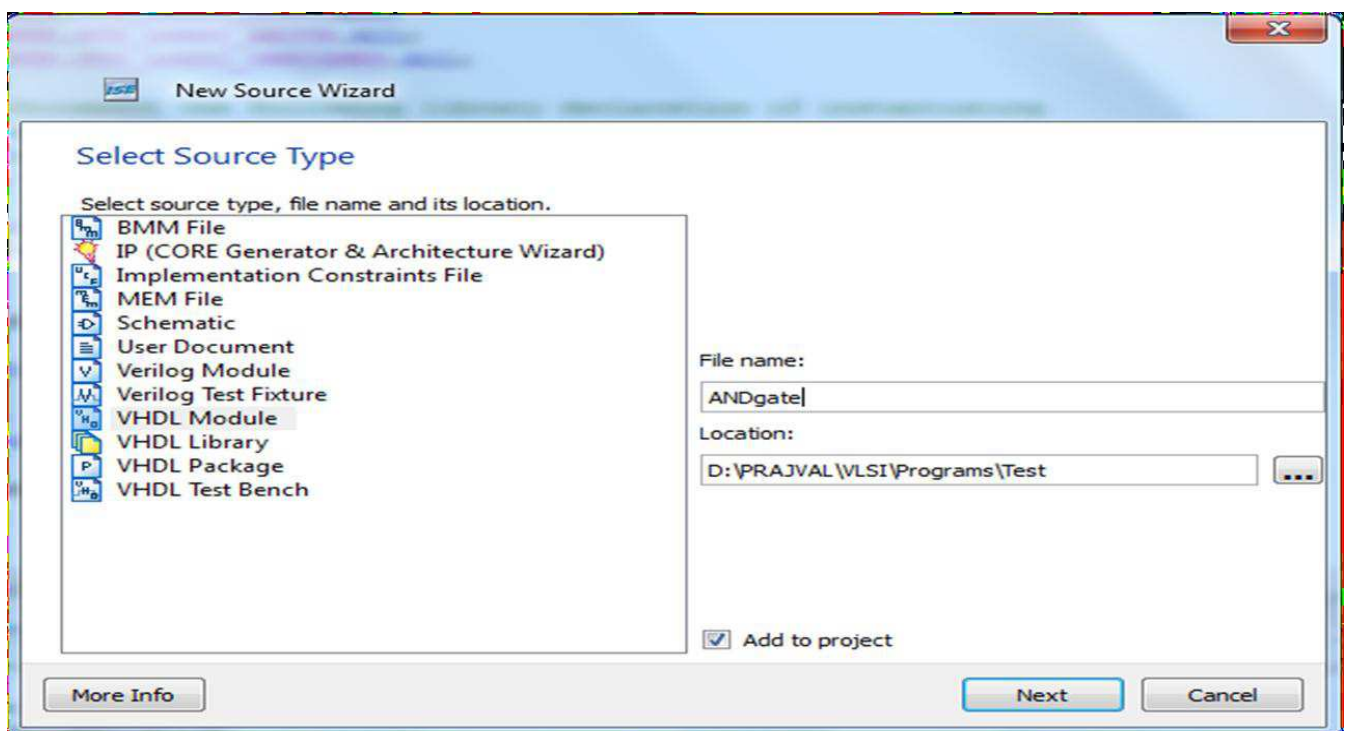 ISE New Source Wizard
Select Source Type
Select source type, file name and its location.
BMM File
IP (CORE Generator & Architecture Wizard)
Implementation Constraints File
MEM File
Schematic
User Document
Verilog Module
Verilog Test Fixture
VHDL Module
VHDL Library
VHDL Package
VHDL Test Bench
File name:
ANDgate
Location:
D:\PRAJVAL\VLSI\Programs\Test
...
Add to project
More Info
Next
Cancel